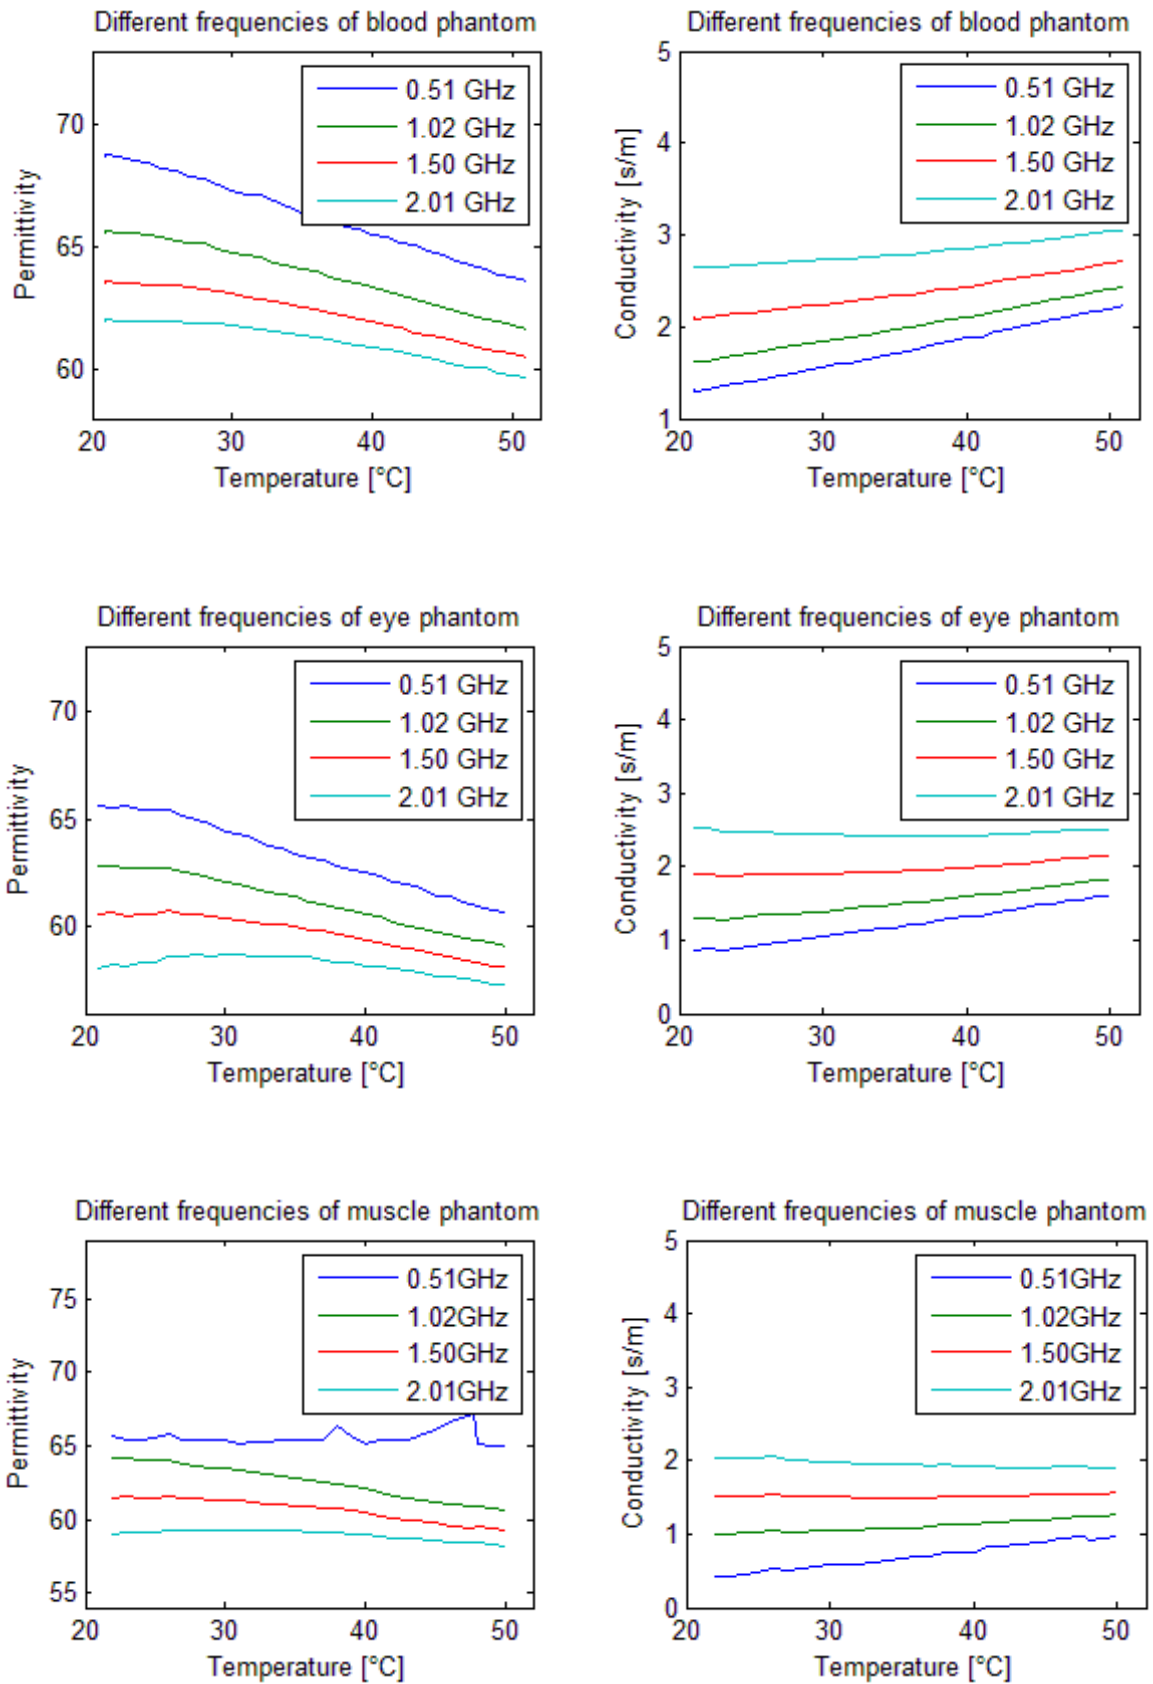 Different frequencies of blood phantom
0.51 GHz
1.02 GHz
1.50 GHz
2.01 GHz
70
65
60
Permittivity
20 30 40 50
Temperature [°C]
Different frequencies of blood phantom
0.51 GHz
1.02 GHz
1.50 GHz
2.01 GHz
5
4
3
2
1
Conductivity [s/m]
20 30 40 50
Temperature [°C]
Different frequencies of eye phantom
0.51 GHz
1.02 GHz
1.50 GHz
2.01 GHz
70
65
60
Permittivity
20 30 40 50
Temperature [°C]
Different frequencies of eye phantom
0.51 GHz
1.02 GHz
1.50 GHz
2.01 GHz
5
4
3
2
1
0
Conductivity [s/m]
20 30 40 50
Temperature [°C]
Different frequencies of muscle phantom
0.51GHz
1.02GHz
1.50GHz
2.01GHz
75
70
65
60
55
Permittivity
20 30 40 50
Temperature [°C]
Different frequencies of muscle phantom
0.51GHz
1.02GHz
1.50GHz
2.01GHz
5
4
3
2
1
0
Conductivity [s/m]
20 30 40 50
Temperature [°C]